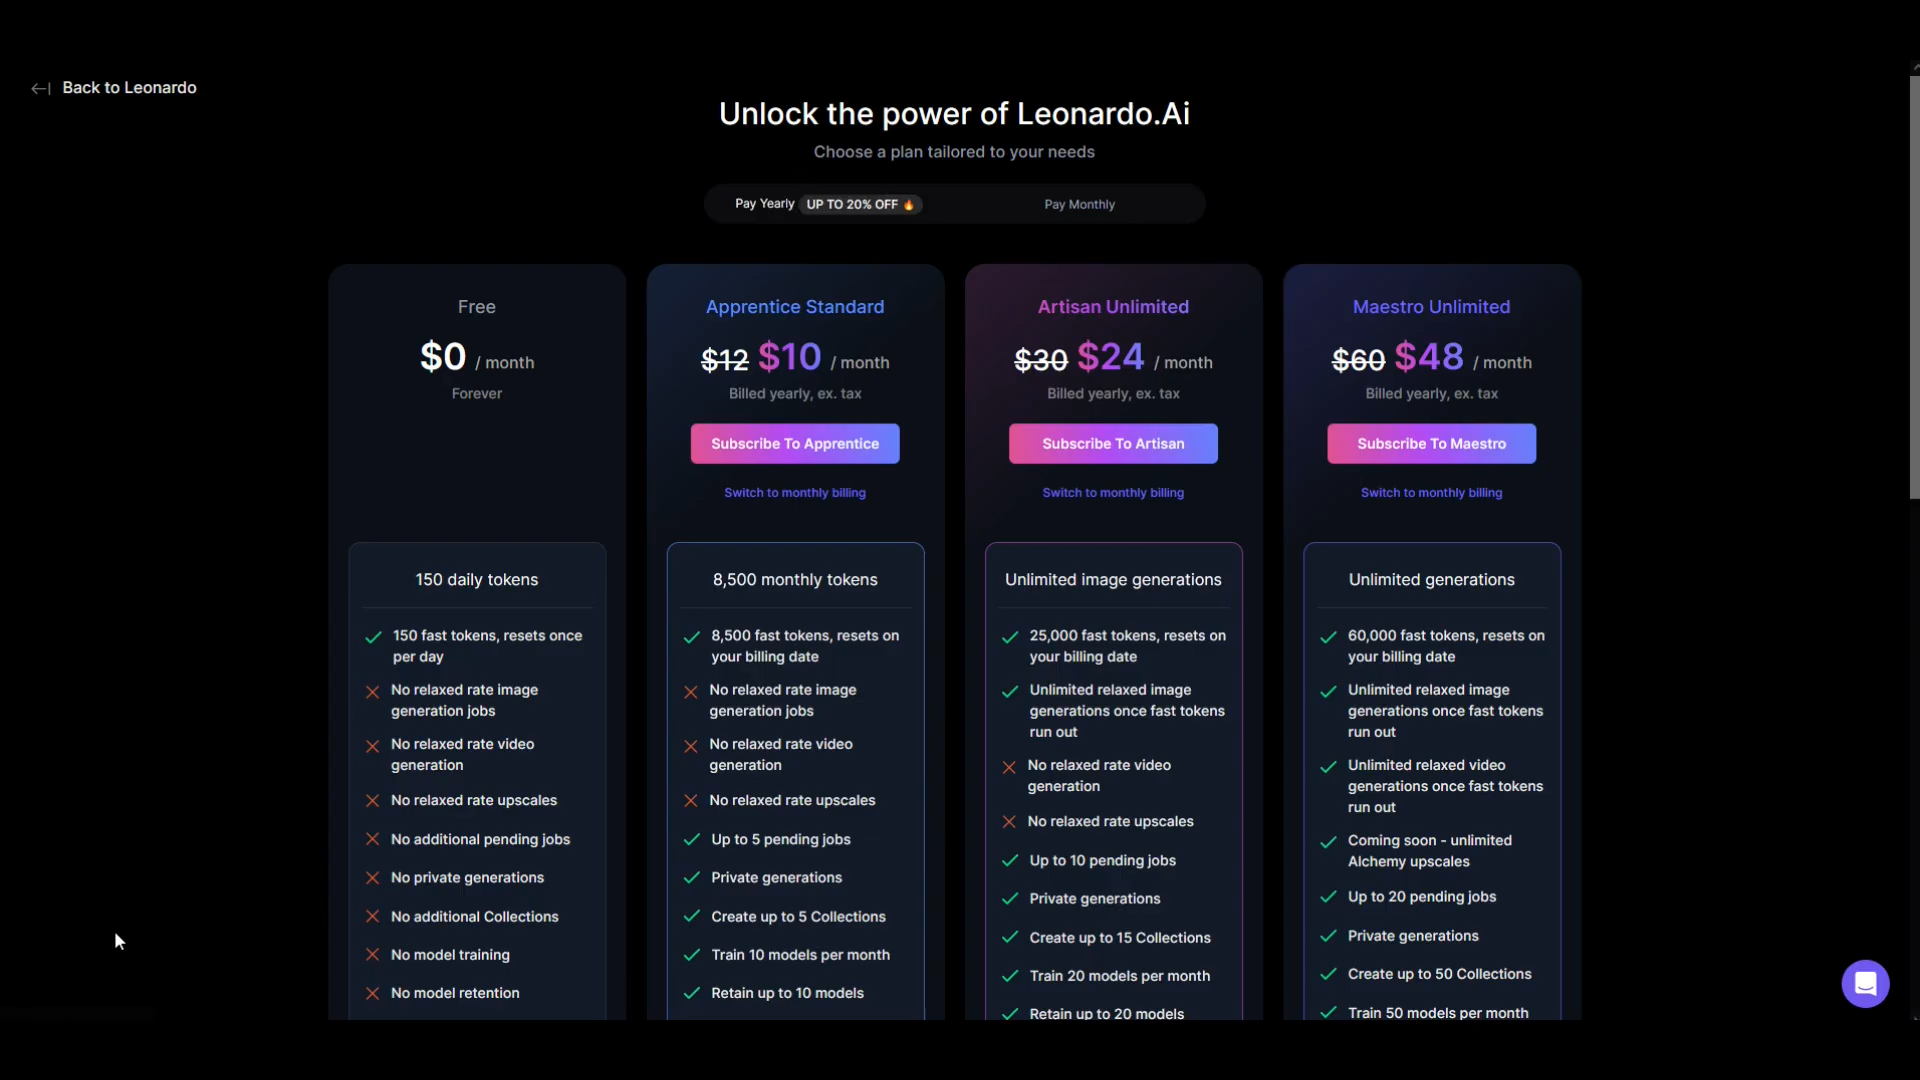 Back to Leonardo
Unlock the power of Leonardo.Ai
Choose a plan tailored to your needs
Pay Yearly UP TO 20% OFF 🔥 Pay Monthly
Free
$0 / month
Forever
150 daily tokens
150 fast tokens, resets once
per day
No relaxed rate image
generation jobs
No relaxed rate video
generation
No relaxed rate upscales
No additional pending jobs
No private generations
No additional Collections
No model training
No model retention
Apprentice Standard
$12 $10 / month
Billed yearly, ex. tax
Subscribe To Apprentice
Switch to monthly billing
8,500 monthly tokens
8,500 fast tokens, resets on
your billing date
No relaxed rate image
generation jobs
No relaxed rate video
generation
No relaxed rate upscales
Up to 5 pending jobs
Private generations
Create up to 5 Collections
Train 10 models per month
Retain up to 10 models
Artisan Unlimited
$30 $24 / month
Billed yearly, ex. tax
Subscribe To Artisan
Switch to monthly billing
Unlimited image generations
25,000 fast tokens, resets on
your billing date
Unlimited relaxed image
generations once fast tokens
run out
No relaxed rate video
generation
No relaxed rate upscales
Up to 10 pending jobs
Private generations
Create up to 15 Collections
Train 20 models per month
Retain up to 20 models
Maestro Unlimited
$60 $48 / month
Billed yearly, ex. tax
Subscribe To Maestro
Switch to monthly billing
Unlimited generations
60,000 fast tokens, resets on
your billing date
Unlimited relaxed image
generations once fast tokens
run out
Unlimited relaxed video
generations once fast tokens
run out
Coming soon - unlimited
Alchemy upscales
Up to 20 pending jobs
Private generations
Create up to 50 Collections
Train 50 models per month